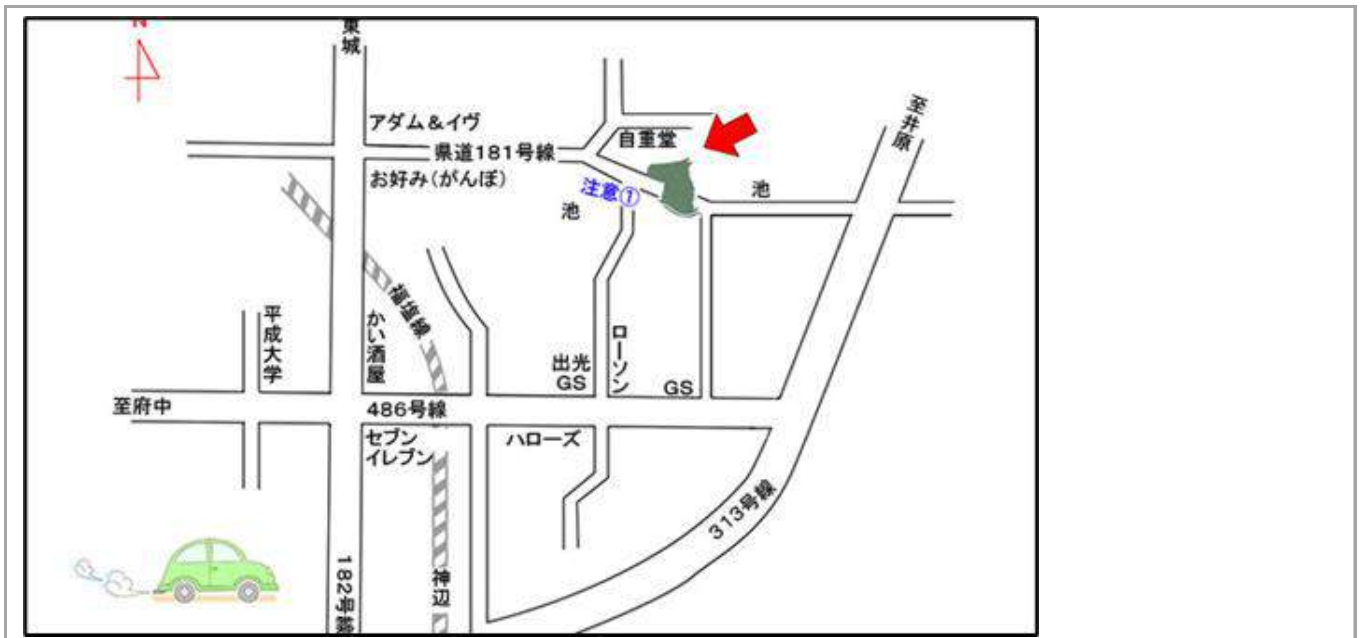 N
東城
至井原
アダム＆イヴ
自重堂
県道181号線
お好み(がんぼ)
注意①
池
池
福塩線
平成大学
かい酒屋
ローソン
出光
GS
GS
至府中
486号線
セブン
イレブン
ハローズ
313号線
182号線
神辺